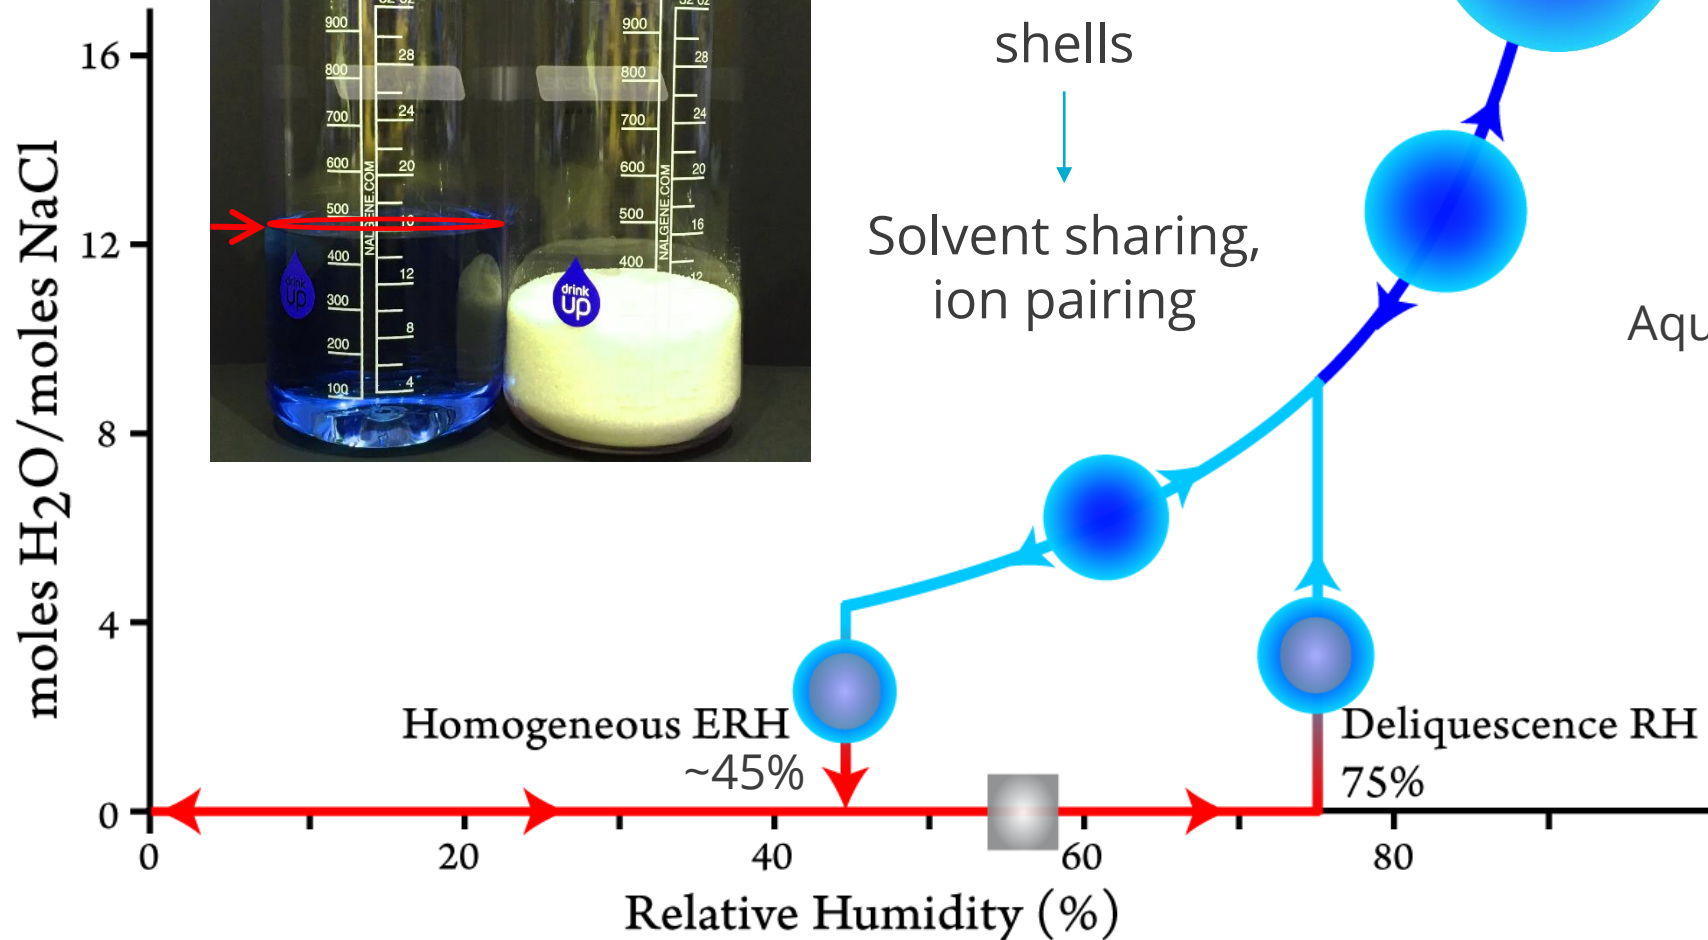 moles H2O/moles NaCl
16
12
8
4
0
0
20
40
60
80
Relative Humidity (%)
900
800
700
600
500
400
300
200
100
28
24
20
16
12
8
4
NALGENE.COM
drink
up
900
800
700
600
500
400
28
24
20
16
12
NALGENE.COM
drink
up
shells
Solvent sharing,
ion pairing
Aqu
Homogeneous ERH
~45%
Deliquescence RH
75%